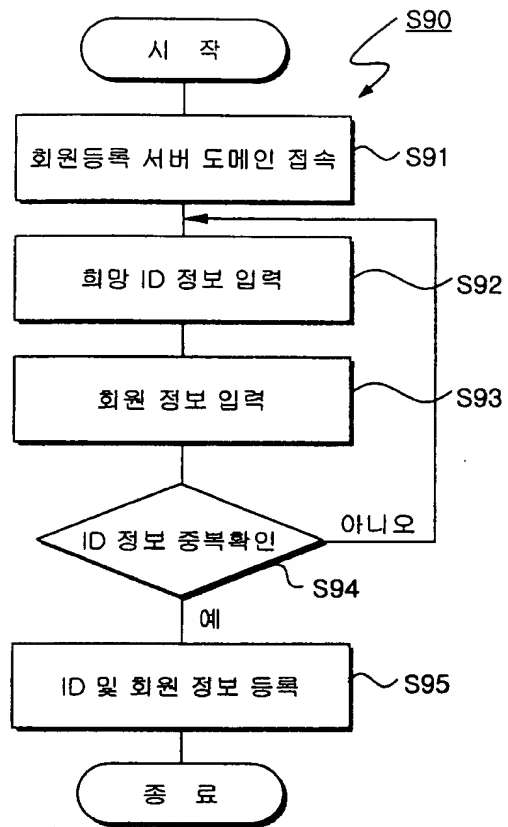 S90
시 작
회원등록 서버 도메인 접속
S91
희망 ID 정보 입력
S92
회원 정보 입력
S93
ID 정보 중복확인
아니오
S94
예
ID 및 회원 정보 등록
S95
종 료